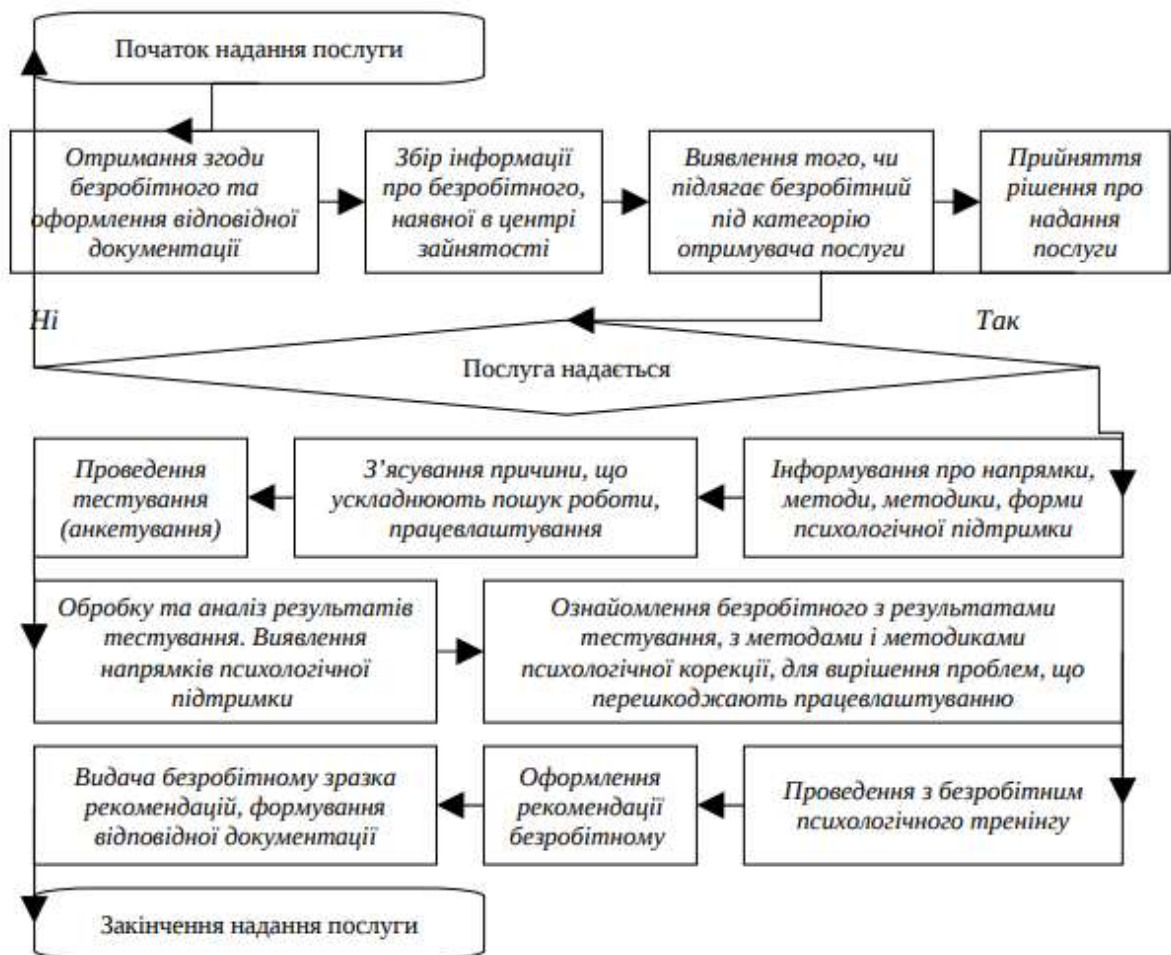 Початок надання послуги
Отримання згоди
безробітного та
оформлення відповідної
документації
Збір інформації
про безробітного,
наявної в центрі
зайнятості
Виявлення того, чи
підлягає безробітний
під категорію
отримувача послуги
Прийняття
рішення про
надання
послуги
Ні
Так
Послуга надається
Інформування про напрямки,
методи, методики, форми
психологічної підтримки
З’ясування причини, що
ускладнюють пошук роботи,
працевлаштування
Проведення
тестування
(анкетування)
Обробку та аналіз результатів
тестування. Виявлення
напрямків психологічної
підтримки
Ознайомлення безробітного з результатами
тестування, з методами і методиками
психологічної корекції, для вирішення проблем, що
перешкоджають працевлаштуванню
Проведення з безробітним
психологічного тренінгу
Оформлення
рекомендації
безробітному
Видача безробітному зразка
рекомендацій, формування
відповідної документації
Закінчення надання послуги